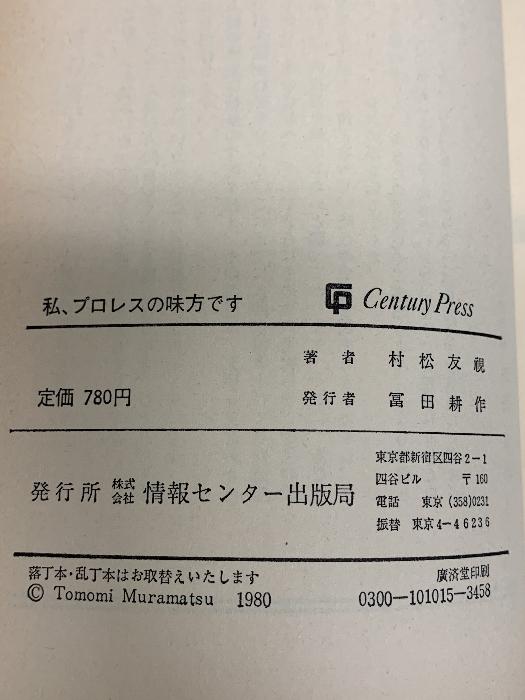 私、プロレスの味方です
CP Century Press
著者 村松友視
定価 780円
発行者 冨田耕作
発行所 株式会社 情報センター出版局
東京都新宿区四谷2-1
四谷ビル 〒160
電話 東京(358)0231
振替 東京4-46236
落丁本・乱丁本はお取替えいたします
廣済堂印刷
© Tomomi Muramatsu 1980
0300-101015-3458